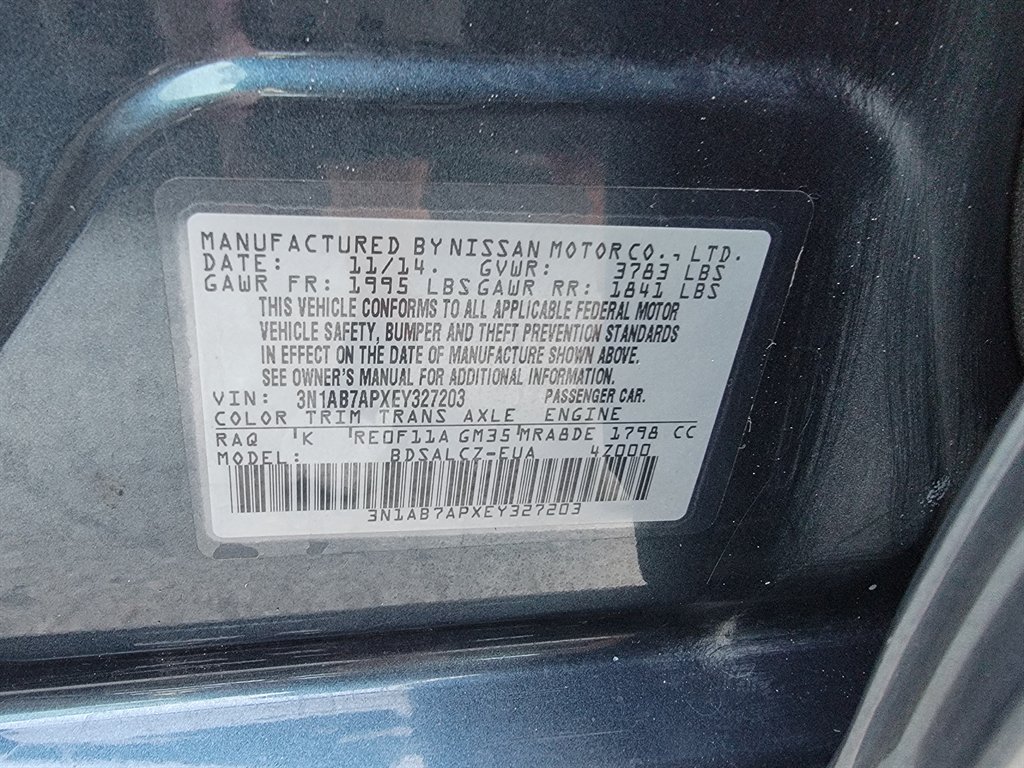 MANUFACTURED BY NISSAN MOTOR CO., LTD.
DATE: 11/14. GVWR: 3783 LBS
GAWR FR: 1995 LBS GAWR RR: 1841 LBS
THIS VEHICLE CONFORMS TO ALL APPLICABLE FEDERAL MOTOR
VEHICLE SAFETY, BUMPER AND THEFT PREVENTION STANDARDS
IN EFFECT ON THE DATE OF MANUFACTURE SHOWN ABOVE.
SEE OWNER'S MANUAL FOR ADDITIONAL INFORMATION.
VIN: 3N1AB7APXEY327203 PASSENGER CAR.
COLOR TRIM TRANS AXLE ENGINE
RAQ K RE0F11A GM35 MRA8DE 1798 CC
MODEL: BDSALCZ-EUA 4Z000
3N1AB7APXEY327203